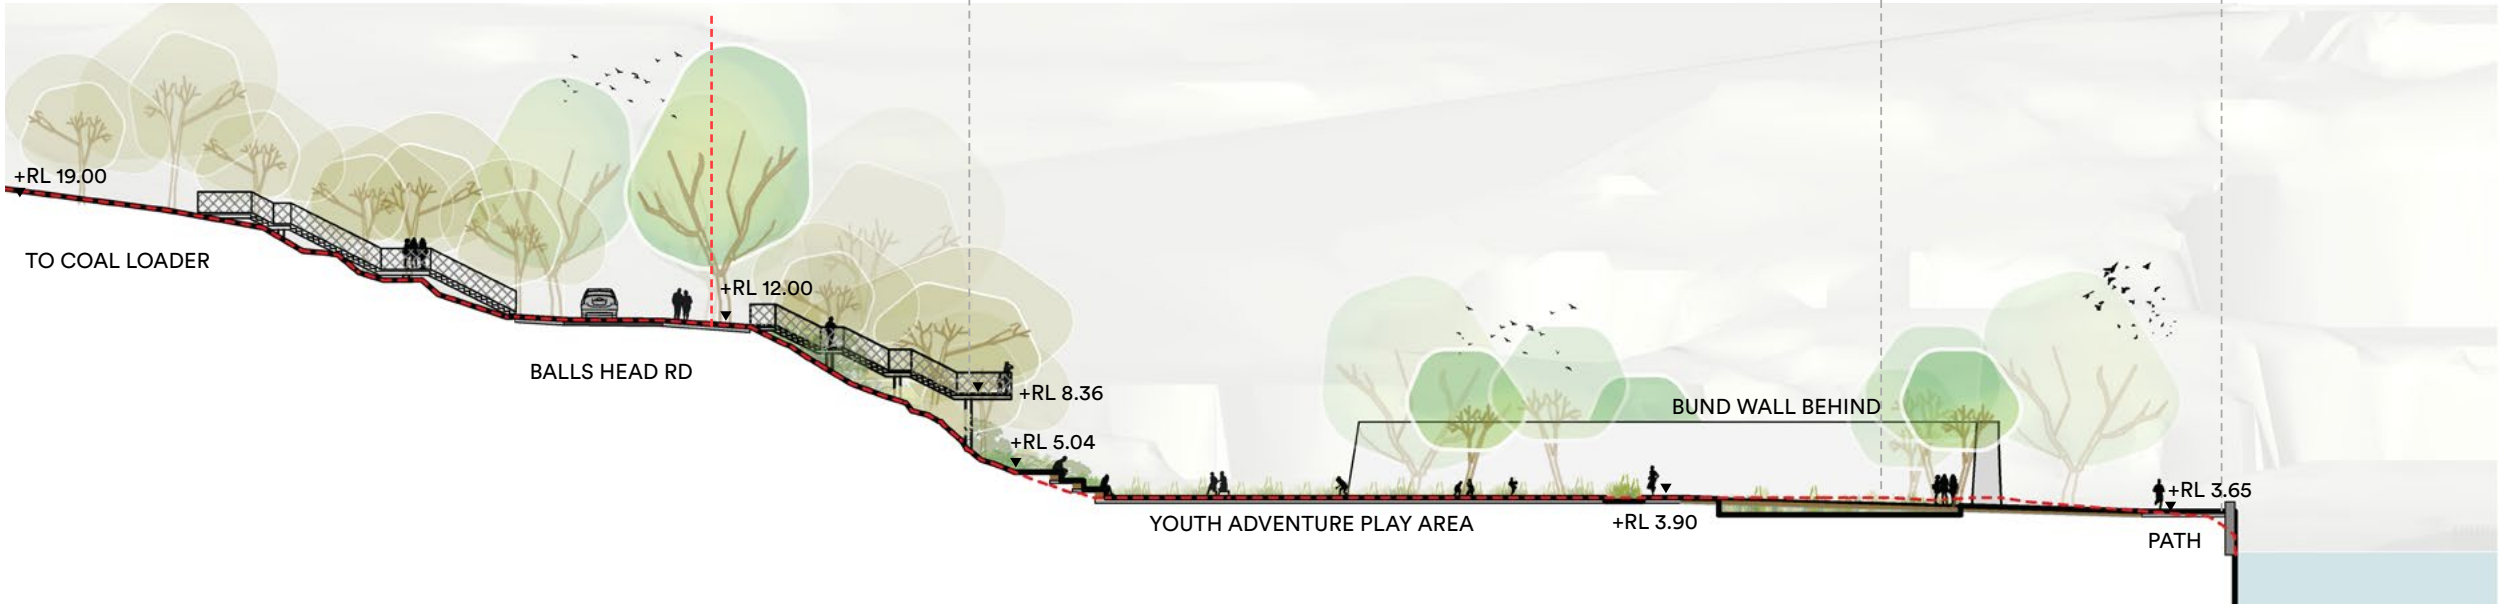 +RL 19.00
TO COAL LOADER
+RL 12.00
BALLS HEAD RD
+RL 8.36
+RL 5.04
BUND WALL BEHIND
YOUTH ADVENTURE PLAY AREA
+RL 3.90
+RL 3.65
PATH